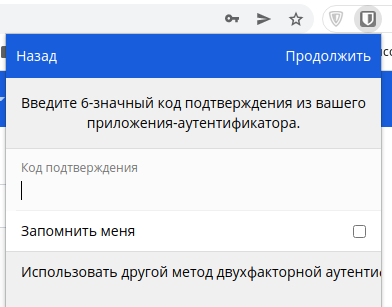 Назад
Продолжить
Введите 6-значный код подтверждения из вашего
приложения-аутентификатора.
Код подтверждения
Запомнить меня
Использовать другой метод двухфакторной аутенти